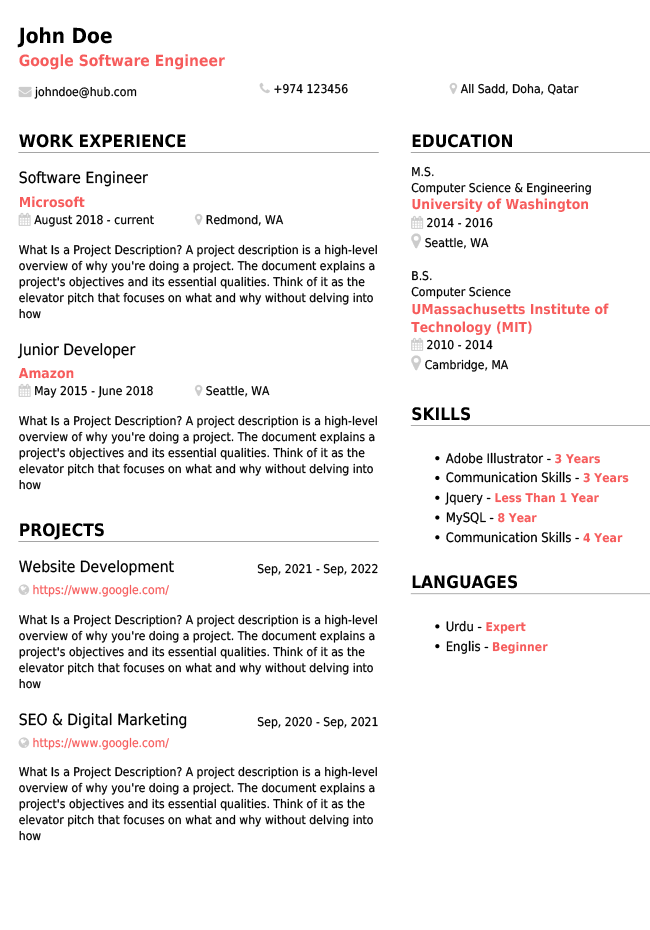 John Doe
Google Software Engineer
johndoe@hub.com
+974 123456
All Sadd, Doha, Qatar
WORK EXPERIENCE
Software Engineer
Microsoft
August 2018 - current
Redmond, WA
What Is a Project Description? A project description is a high-level
overview of why you're doing a project. The document explains a
project's objectives and its essential qualities. Think of it as the
elevator pitch that focuses on what and why without delving into
how
Junior Developer
Amazon
May 2015 - June 2018
Seattle, WA
What Is a Project Description? A project description is a high-level
overview of why you're doing a project. The document explains a
project's objectives and its essential qualities. Think of it as the
elevator pitch that focuses on what and why without delving into
how
PROJECTS
Website Development
Sep, 2021 - Sep, 2022
https://www.google.com/
What Is a Project Description? A project description is a high-level
overview of why you're doing a project. The document explains a
project's objectives and its essential qualities. Think of it as the
elevator pitch that focuses on what and why without delving into
how
SEO & Digital Marketing
Sep, 2020 - Sep, 2021
https://www.google.com/
What Is a Project Description? A project description is a high-level
overview of why you're doing a project. The document explains a
project's objectives and its essential qualities. Think of it as the
elevator pitch that focuses on what and why without delving into
how
EDUCATION
M.S.
Computer Science & Engineering
University of Washington
2014 - 2016
Seattle, WA
B.S.
Computer Science
UMassachusetts Institute of
Technology (MIT)
2010 - 2014
Cambridge, MA
SKILLS
• Adobe Illustrator - 3 Years
• Communication Skills - 3 Years
• Jquery - Less Than 1 Year
• MySQL - 8 Year
• Communication Skills - 4 Year
LANGUAGES
• Urdu - Expert
• Englis - Beginner